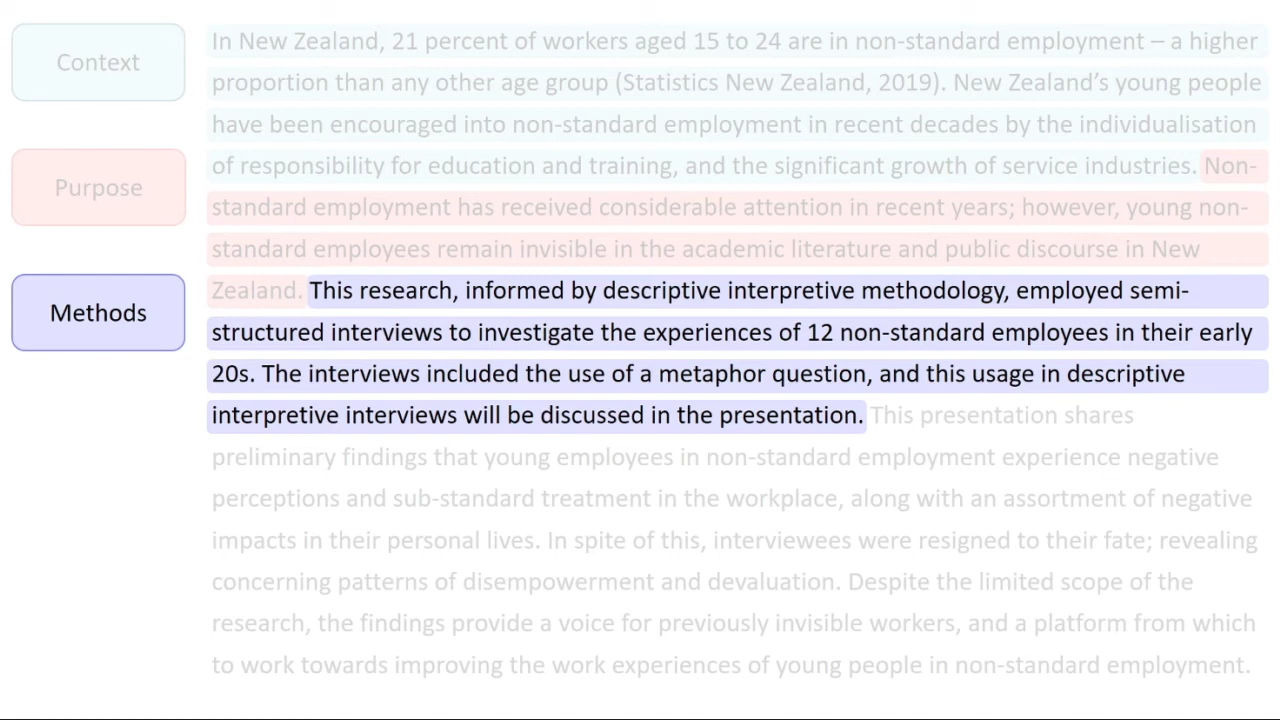 Context
Purpose
Methods
In New Zealand, 21 percent of workers aged 15 to 24 are in non-standard employment – a higher
proportion than any other age group (Statistics New Zealand, 2019). New Zealand’s young people
have been encouraged into non-standard employment in recent decades by the individualisation
of responsibility for education and training, and the significant growth of service industries. Non-
standard employment has received considerable attention in recent years; however, young non-
standard employees remain invisible in the academic literature and public discourse in New
Zealand. This research, informed by descriptive interpretive methodology, employed semi-
structured interviews to investigate the experiences of 12 non-standard employees in their early
20s. The interviews included the use of a metaphor question, and this usage in descriptive
interpretive interviews will be discussed in the presentation. This presentation shares
preliminary findings that young employees in non-standard employment experience negative
perceptions and sub-standard treatment in the workplace, along with an assortment of negative
impacts in their personal lives. In spite of this, interviewees were resigned to their fate; revealing
concerning patterns of disempowerment and devaluation. Despite the limited scope of the
research, the findings provide a voice for previously invisible workers, and a platform from which
to work towards improving the work experiences of young people in non-standard employment.